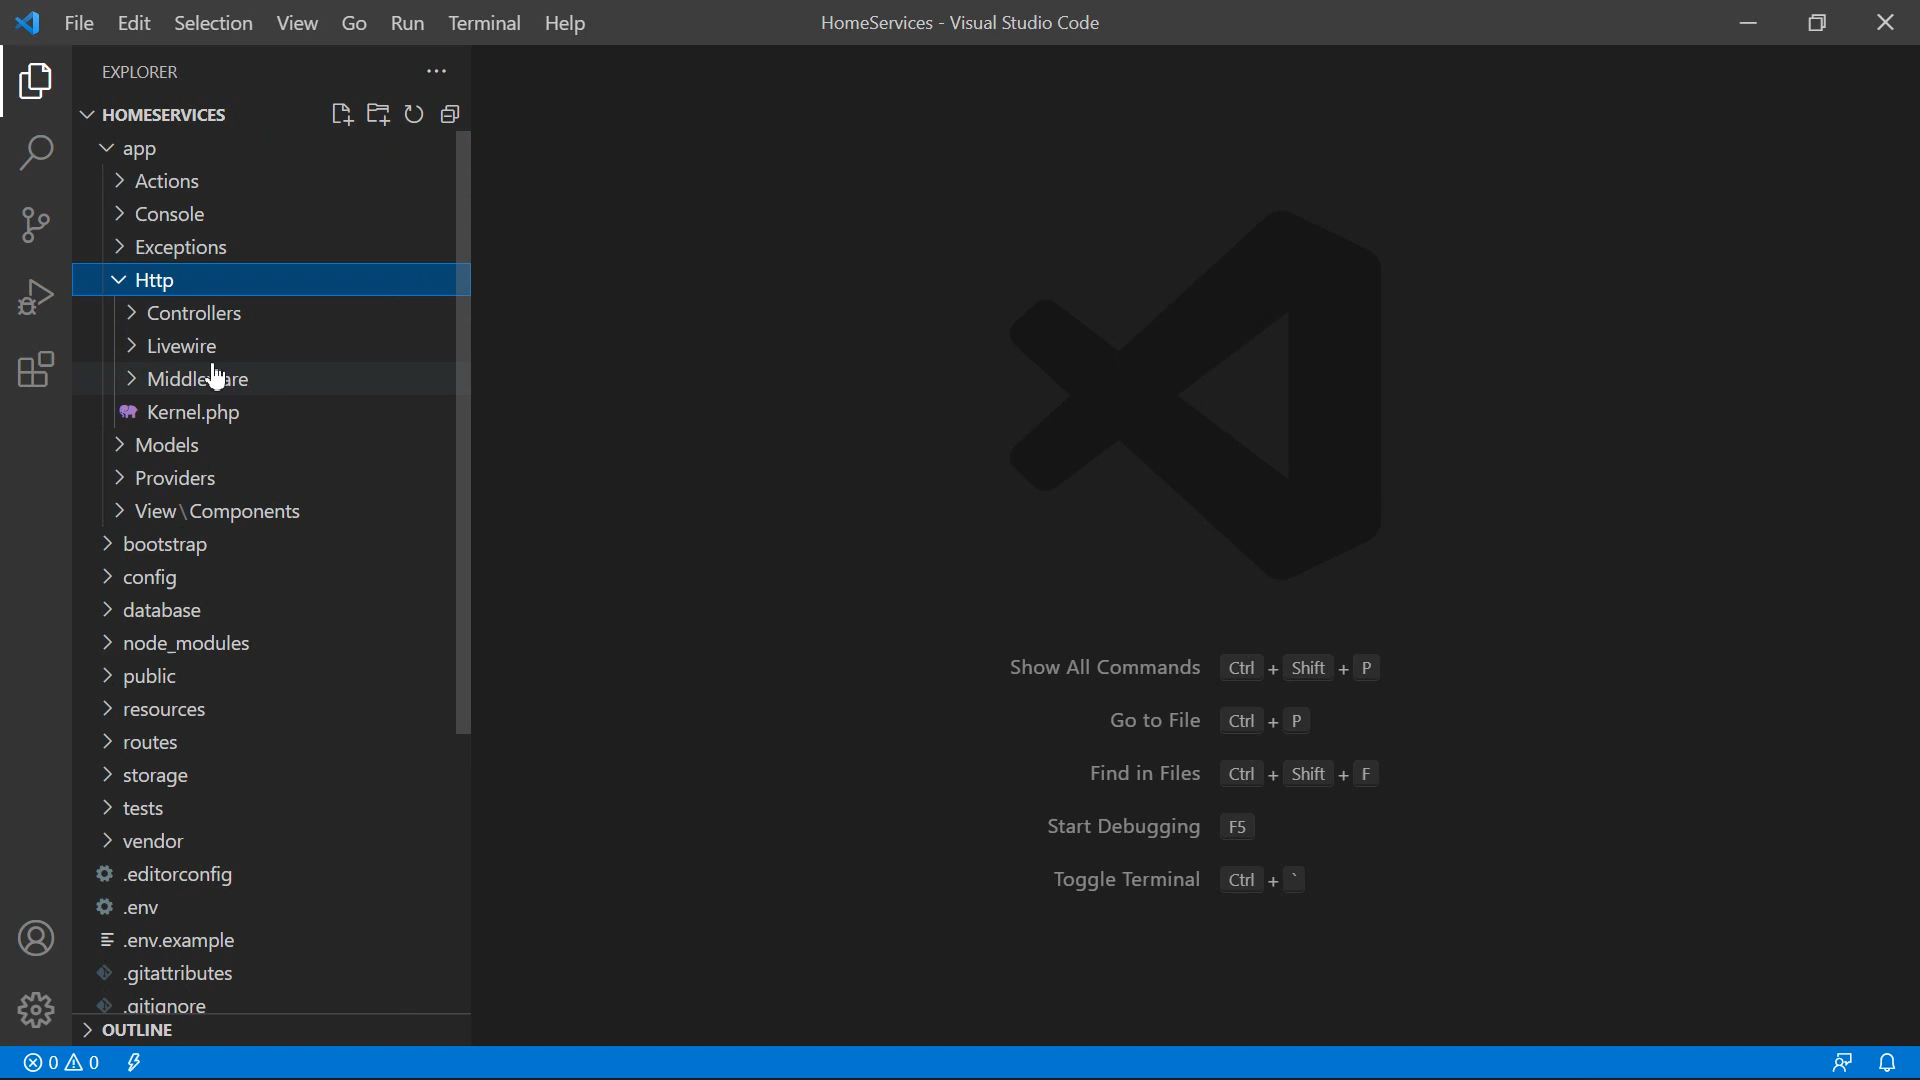 File Edit Selection View Go Run Terminal Help HomeServices - Visual Studio Code
EXPLORER
HOMESERVICES
app
Actions
Console
Exceptions
Http
Controllers
Livewire
Middleware
Kernel.php
Models
Providers
View\Components
bootstrap
config
database
node_modules
public
resources
routes
storage
tests
vendor
.editorconfig
.env
.env.example
.gitattributes
.gitignore
OUTLINE
Show All Commands Ctrl + Shift + P
Go to File Ctrl + P
Find in Files Ctrl + Shift + F
Start Debugging F5
Toggle Terminal Ctrl + `
0 0